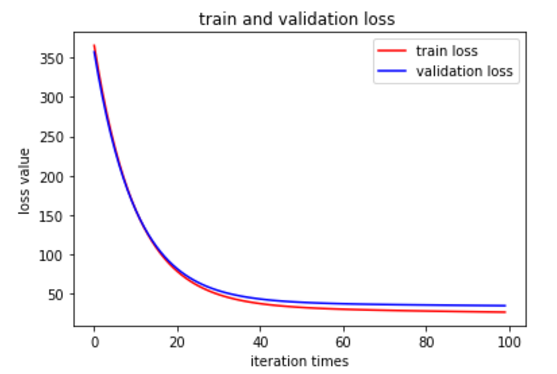 train and validation loss
train loss
validation loss
350
300
250
200
150
100
50
loss value
0 20 40 60 80 100
iteration times